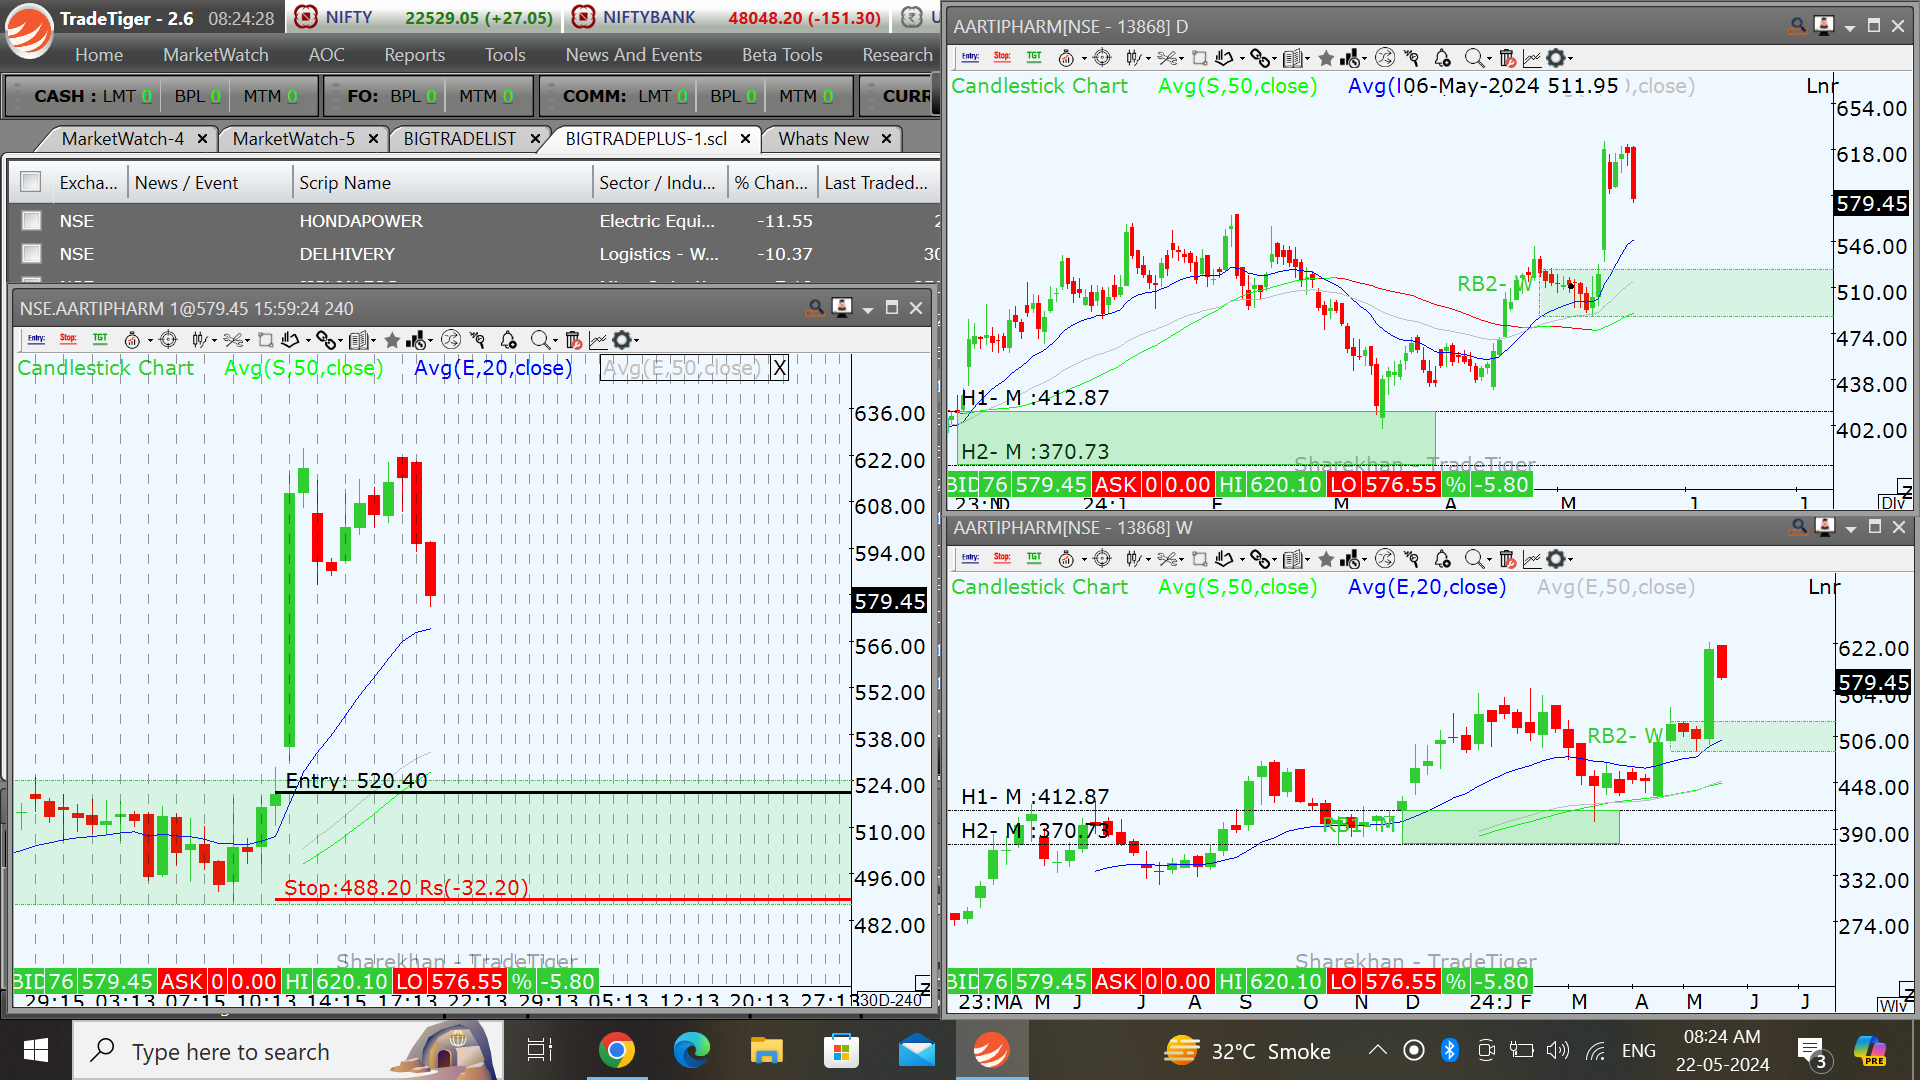 TradeTiger - 2.6 08:24:28 NIFTY 22529.05 (+27.05) NIFTYBANK 48048.20 (-151.30)
Home MarketWatch AOC Reports Tools News And Events Beta Tools Research
CASH : LMT 0 BPL 0 MTM 0 FO: BPL 0 MTM 0 COMM: LMT 0 BPL 0 MTM 0 CURR
MarketWatch-4 × MarketWatch-5 × BIGTRADELIST × BIGTRADEPLUS-1.scl × Whats New ×
Excha... News / Event Scrip Name Sector / Indu... % Chan... Last Traded...
NSE HONDAPOWER Electric Equi... -11.55 2
NSE DELHIVERY Logistics - W... -10.37 30
NSE.AARTIPHARM 1@579.45 15:59:24 240
Entry: Stop: TGT
Candlestick Chart Avg(S,50,close) Avg(E,20,close) Avg(E,50,close) X
636.00
622.00
608.00
594.00
579.45
566.00
552.00
538.00
524.00
510.00
496.00
482.00
Entry: 520.40
Stop:488.20 Rs(-32.20)
Sharekhan - TradeTiger
BID 76 579.45 ASK 0 0.00 HI 620.10 LO 576.55 % -5.80
29:15 03:13 07:15 10:13 14:15 17:13 22:13 29:13 05:13 12:13 20:13 27:13 30D-240
AARTIPHARM[NSE - 13868] D
Entry: Stop: TGT
Candlestick Chart Avg(S,50,close) Avg(I06-May-2024 511.95 ),close) Lnr
654.00
618.00
579.45
546.00
510.00
474.00
438.00
402.00
RB2- W
H1- M :412.87
H2- M :370.73
Sharekhan - TradeTiger
BID 76 579.45 ASK 0 0.00 HI 620.10 LO 576.55 % -5.80
23:ND 24:J F M A M J J DIv
AARTIPHARM[NSE - 13868] W
Entry: Stop: TGT
Candlestick Chart Avg(S,50,close) Avg(E,20,close) Avg(E,50,close) Lnr
622.00
579.45
564.00
506.00
448.00
390.00
332.00
274.00
RB2- W
H1- M :412.87
H2- M :370.73
RB1- M
Sharekhan - TradeTiger
BID 76 579.45 ASK 0 0.00 HI 620.10 LO 576.55 % -5.80
23:MA M J J A S O N D 24:J F M A M J J WIv
Type here to search
32°C Smoke ENG 08:24 AM
22-05-2024
3
PRE